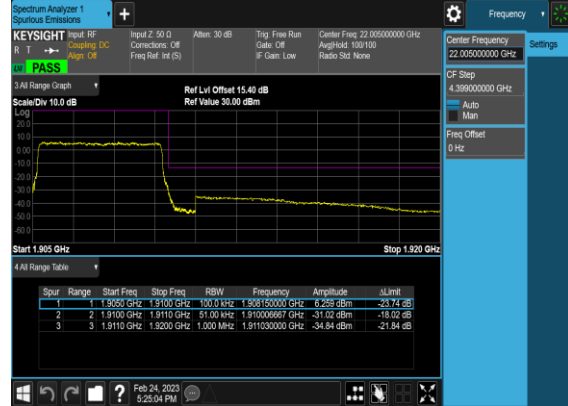 Spectrum Analyzer 1
Spurious Emissions
Frequency
KEYSIGHT Input: RF Input Z: 50 Ω Atten: 30 dB Trig: Free Run Center Freq: 22.005000000 GHz
R T Coupling: DC Corrections: Off Gate: Off Avg|Hold: 100/100
Align: Off Freq Ref: Int (S) IF Gain: Low Radio Std: None
PASS
Center Frequency
22.005000000 GHz
Settings
CF Step
4.399000000 GHz
Auto
Man
Freq Offset
0 Hz
3 All Range Graph
Ref Lvl Offset 15.40 dB
Scale/Div 10.0 dB Ref Value 30.00 dBm
Log
20.0
10.0
0.00
-10.0
-20.0
-30.0
-40.0
-50.0
-60.0
Start 1.905 GHz Stop 1.920 GHz
4 All Range Table
Spur Range Start Freq Stop Freq RBW Frequency Amplitude ΔLimit
1 1 1.9050 GHz 1.9100 GHz 100.0 kHz 1.908150000 GHz 6.259 dBm -23.74 dB
2 2 1.9100 GHz 1.9110 GHz 51.00 kHz 1.910006667 GHz -31.02 dBm -18.02 dB
3 3 1.9110 GHz 1.9200 GHz 1.000 MHz 1.911030000 GHz -34.84 dBm -21.84 dB
? Feb 24, 2023
5:25:04 PM